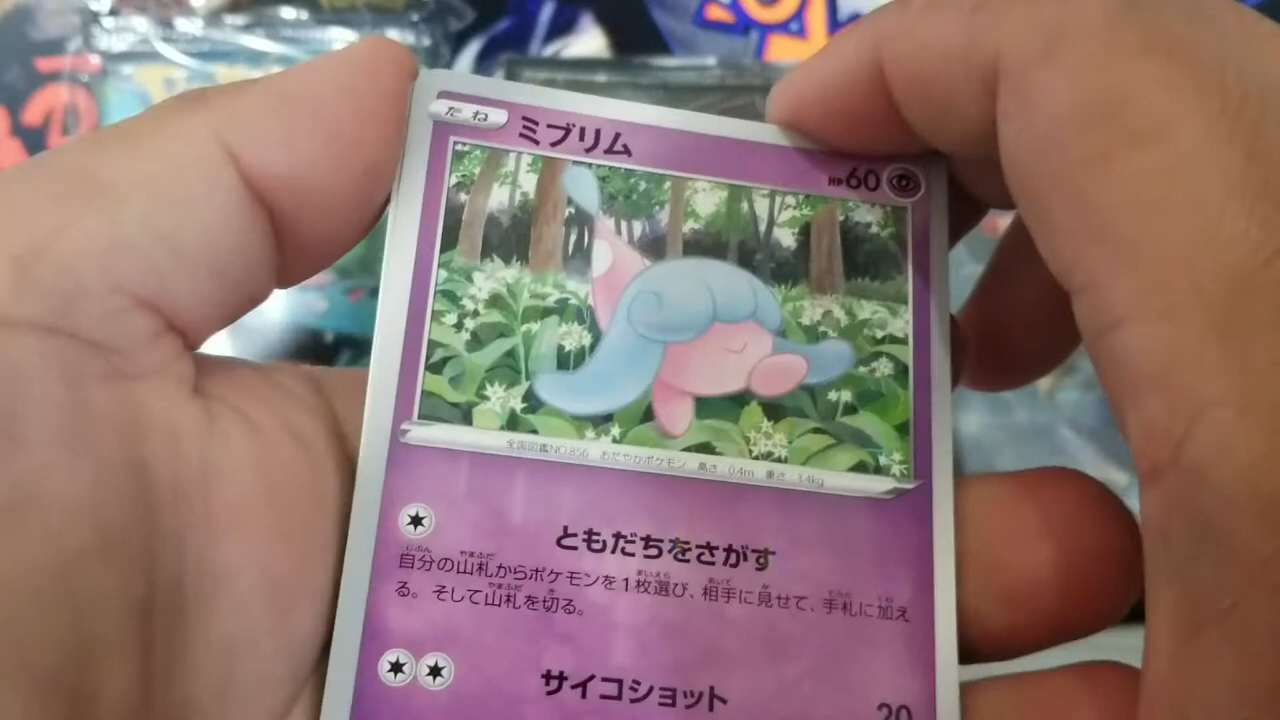 たね ミブリム HP60
全国図鑑NO.856 おだやかポケモン 高さ:0.4m 重さ:3.4kg
ともだちをさがす
自分の山札からポケモンを1枚選び、相手に見せて、手札に加え
る。そして山札を切る。
サイコショット 20